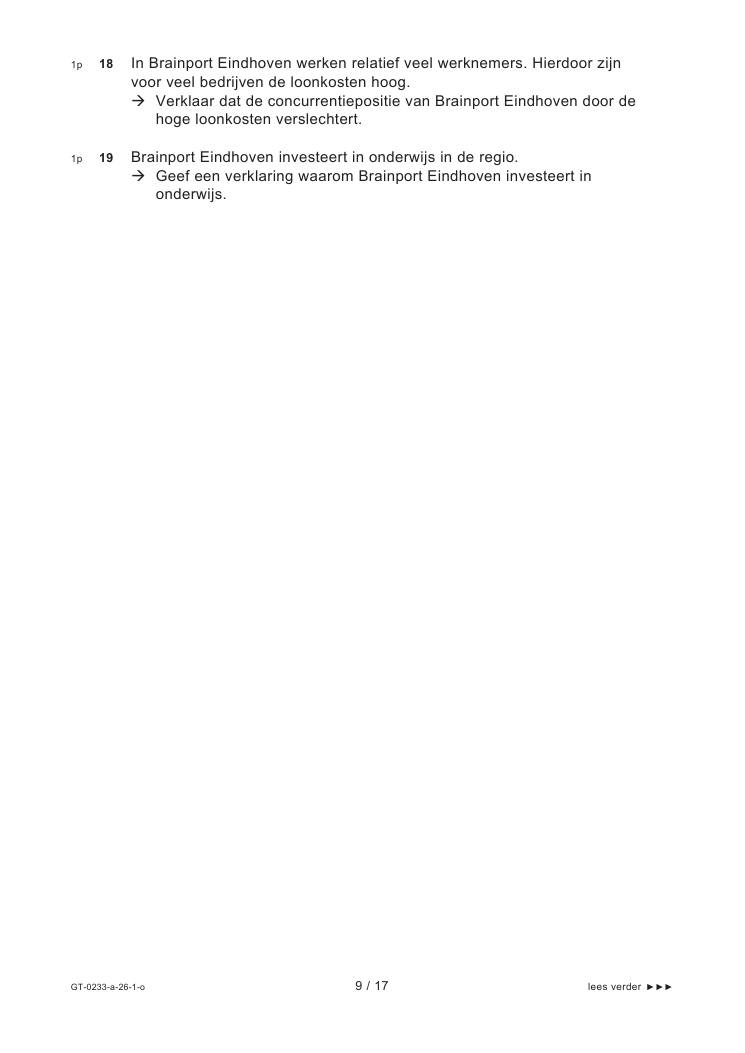 1p 18 In Brainport Eindhoven werken relatief veel werknemers. Hierdoor zijn
voor veel bedrijven de loonkosten hoog.
→ Verklaar dat de concurrentiepositie van Brainport Eindhoven door de
hoge loonkosten verslechtert.
1p 19 Brainport Eindhoven investeert in onderwijs in de regio.
→ Geef een verklaring waarom Brainport Eindhoven investeert in
onderwijs.
GT-0233-a-26-1-o 9 / 17 lees verder ►►►